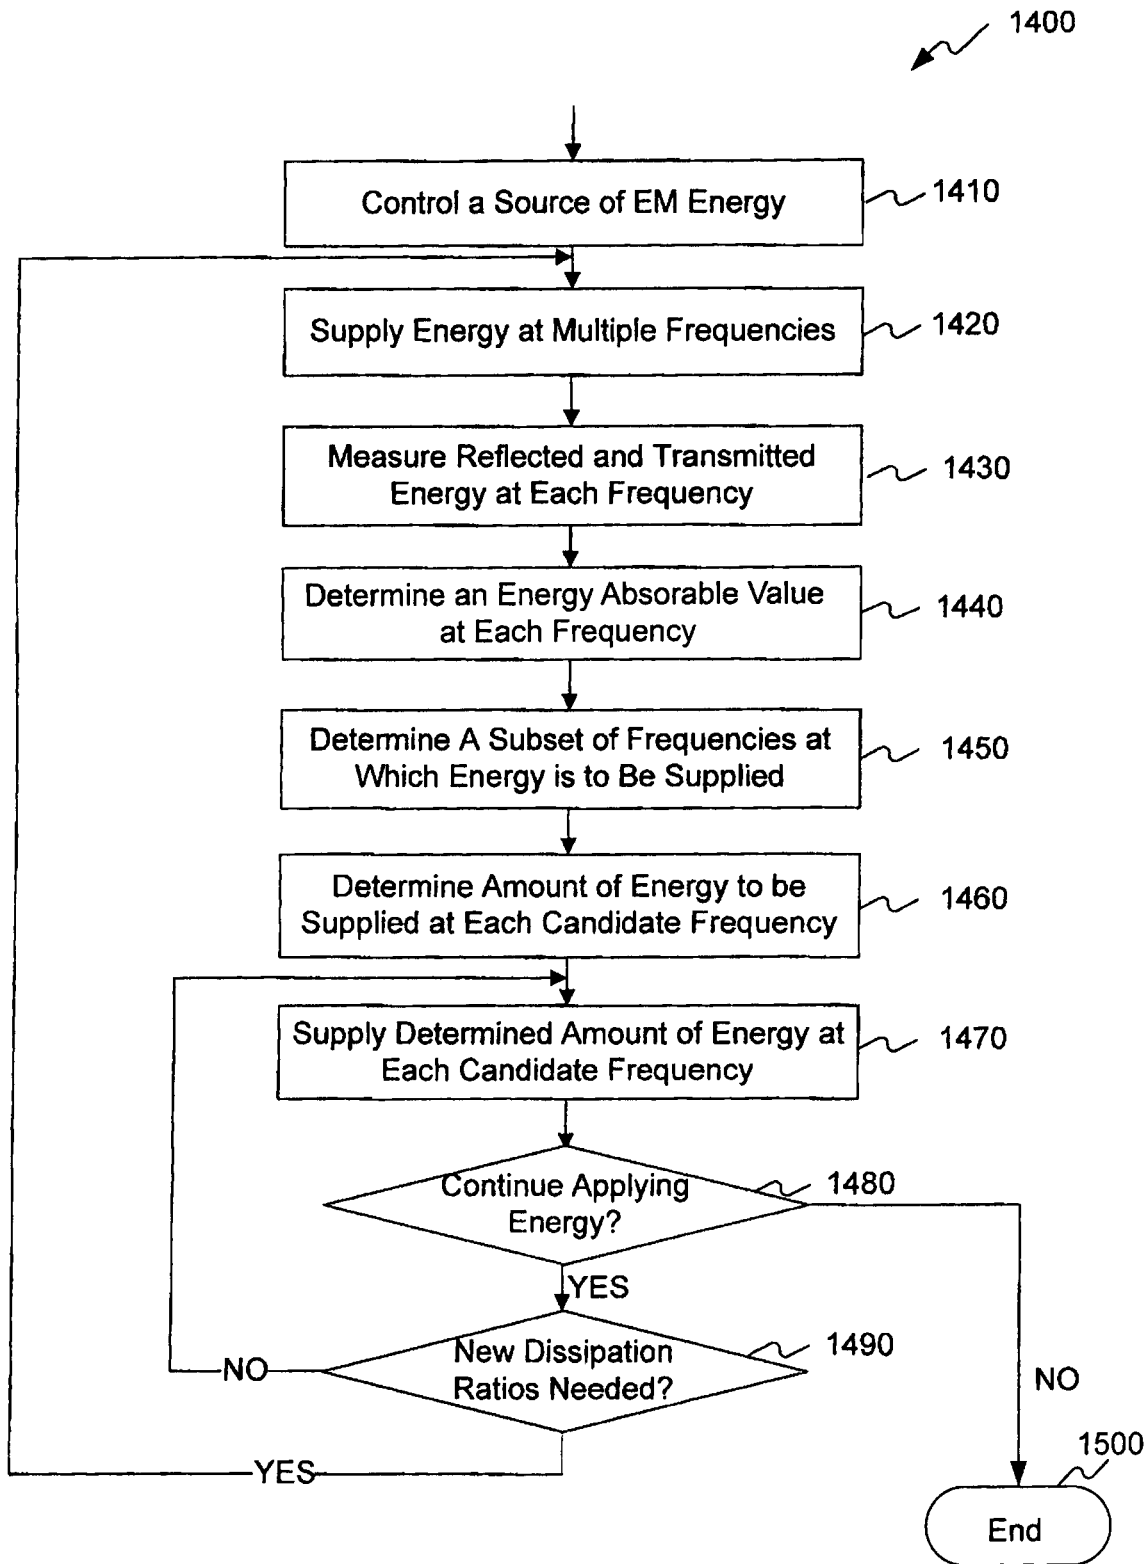 1400
Control a Source of EM Energy
1410
Supply Energy at Multiple Frequencies
1420
Measure Reflected and Transmitted
Energy at Each Frequency
1430
Determine an Energy Absorable Value
at Each Frequency
1440
Determine A Subset of Frequencies at
Which Energy is to Be Supplied
1450
Determine Amount of Energy to be
Supplied at Each Candidate Frequency
1460
Supply Determined Amount of Energy at
Each Candidate Frequency
1470
Continue Applying
Energy?
1480
YES
New Dissipation
Ratios Needed?
1490
NO
NO
YES
1500
End